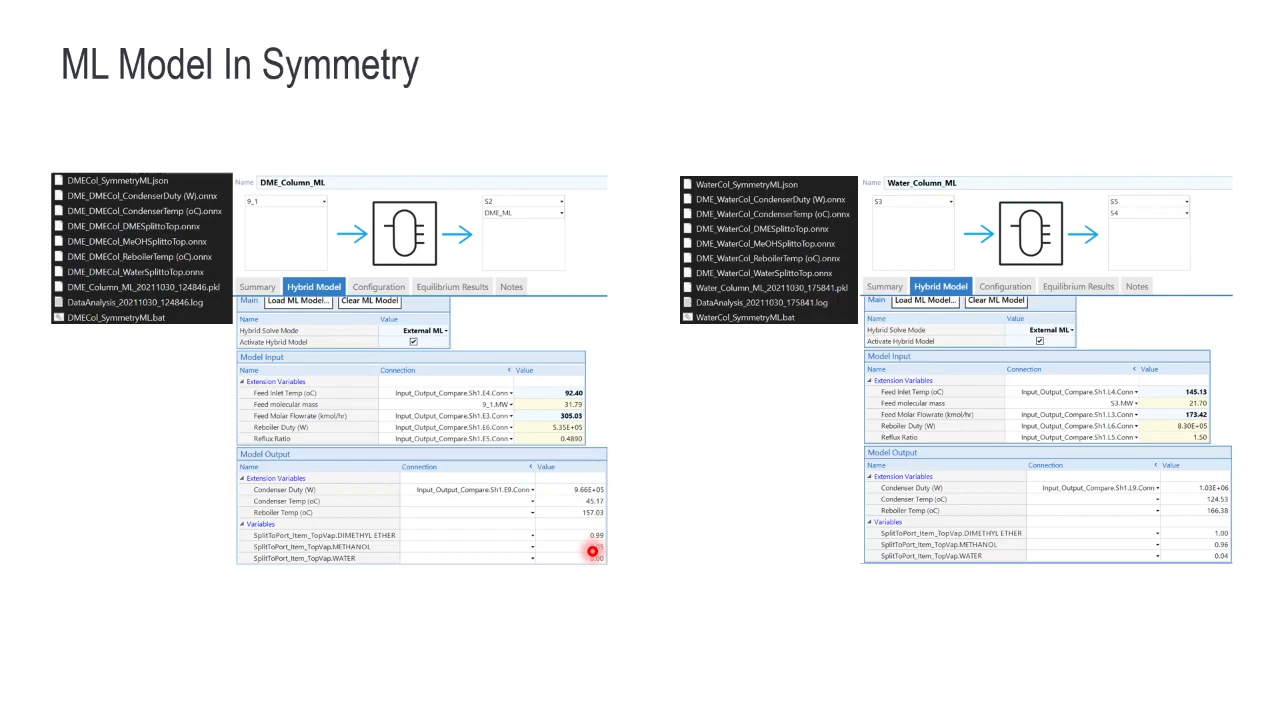 ML Model In Symmetry
DMECol_SymmetryML.json
DME_DMECol_CondenserDuty (W).onnx
DME_DMECol_CondenserTemp (oC).onnx
DME_DMECol_DMESplittoTop.onnx
DME_DMECol_MeOHSplittoTop.onnx
DME_DMECol_ReboilerTemp (oC).onnx
DME_DMECol_WaterSplittoTop.onnx
DME_Column_ML_20211030_124846.pkl
DataAnalysis_20211030_124846.log
DMECol_SymmetryML.bat
Name DME_Column_ML
9_1
S2
DME_ML
Summary Hybrid Model Configuration Equilibrium Results Notes
Main Load ML Model... Clear ML Model
Name Value
Hybrid Solve Mode External ML
Activate Hybrid Model
Model Input
Name Connection < Value
Extension Variables
Feed Inlet Temp (oC) Input_Output_Compare.Sh1.E4.Conn 92.40
Feed molecular mass 9_1.MW 31.79
Feed Molar Flowrate (kmol/hr) Input_Output_Compare.Sh1.E3.Conn 305.03
Reboiler Duty (W) Input_Output_Compare.Sh1.E6.Conn 5.35E+05
Reflux Ratio Input_Output_Compare.Sh1.E5.Conn 0.4890
Model Output
Name Connection < Value
Extension Variables
Condenser Duty (W) Input_Output_Compare.Sh1.E9.Conn 9.66E+05
Condenser Temp (oC) 45.17
Reboiler Temp (oC) 157.03
Variables
SplitToPort_Item_TopVap.DIMETHYL ETHER 0.99
SplitToPort_Item_TopVap.METHANOL
SplitToPort_Item_TopVap.WATER 0.00
WaterCol_SymmetryML.json
DME_WaterCol_CondenserDuty (W).onnx
DME_WaterCol_CondenserTemp (oC).onnx
DME_WaterCol_DMESplittoTop.onnx
DME_WaterCol_MeOHSplittoTop.onnx
DME_WaterCol_ReboilerTemp (oC).onnx
DME_WaterCol_WaterSplittoTop.onnx
Water_Column_ML_20211030_175841.pkl
DataAnalysis_20211030_175841.log
WaterCol_SymmetryML.bat
Name Water_Column_ML
S3
S5
S4
Summary Hybrid Model Configuration Equilibrium Results Notes
Main Load ML Model... Clear ML Model
Name Value
Hybrid Solve Mode External ML
Activate Hybrid Model
Model Input
Name Connection < Value
Extension Variables
Feed Inlet Temp (oC) Input_Output_Compare.Sh1.L4.Conn 145.13
Feed molecular mass S3.MW 21.70
Feed Molar Flowrate (kmol/hr) Input_Output_Compare.Sh1.L3.Conn 173.42
Reboiler Duty (W) Input_Output_Compare.Sh1.L6.Conn 8.30E+05
Reflux Ratio Input_Output_Compare.Sh1.L5.Conn 1.50
Model Output
Name Connection < Value
Extension Variables
Condenser Duty (W) Input_Output_Compare.Sh1.L9.Conn 1.03E+06
Condenser Temp (oC) 124.53
Reboiler Temp (oC) 166.38
Variables
SplitToPort_Item_TopVap.DIMETHYL ETHER 1.00
SplitToPort_Item_TopVap.METHANOL 0.96
SplitToPort_Item_TopVap.WATER 0.04